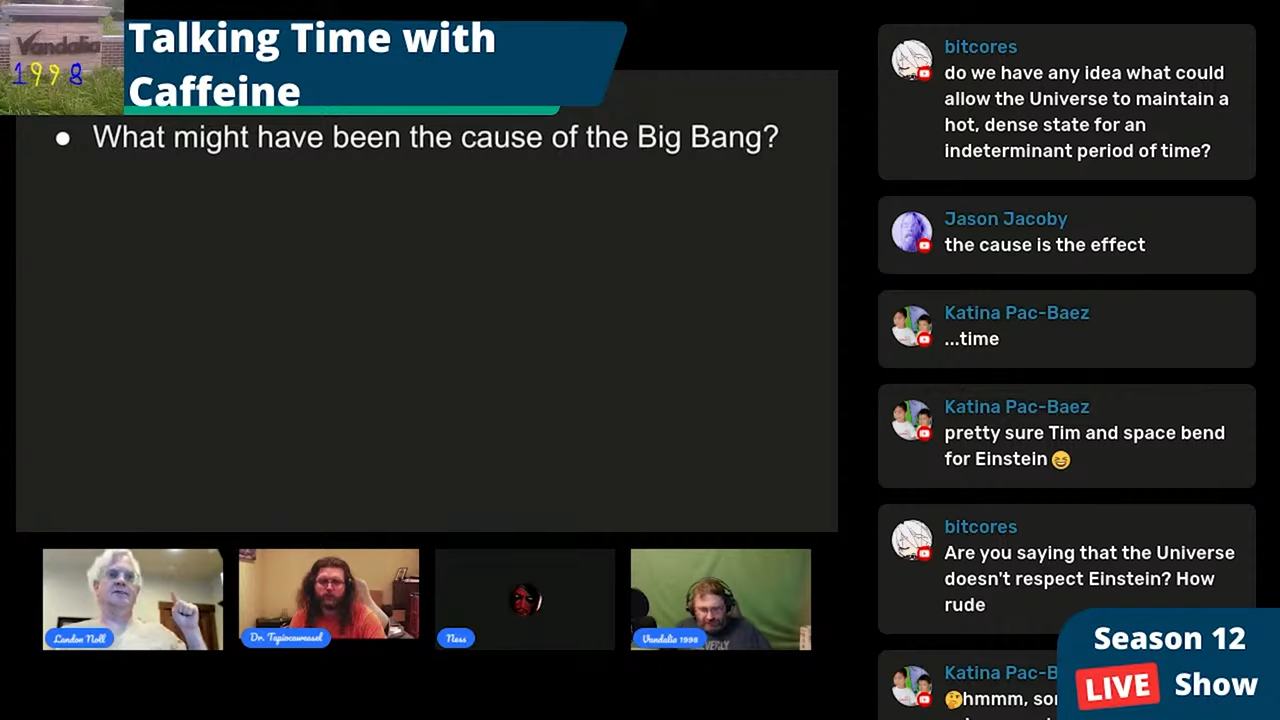 Vandalia
1998
Talking Time with
Caffeine
● What might have been the cause of the Big Bang?
Landon Noll
Dr. Tapiocaweasel
Ness
Vandalia 1998
bitcores
do we have any idea what could
allow the Universe to maintain a
hot, dense state for an
indeterminant period of time?
Jason Jacoby
the cause is the effect
Katina Pac-Baez
...time
Katina Pac-Baez
pretty sure Tim and space bend
for Einstein 😆
bitcores
Are you saying that the Universe
doesn't respect Einstein? How
rude
Katina Pac-B
🤔hmmm, so
Season 12
LIVE Show